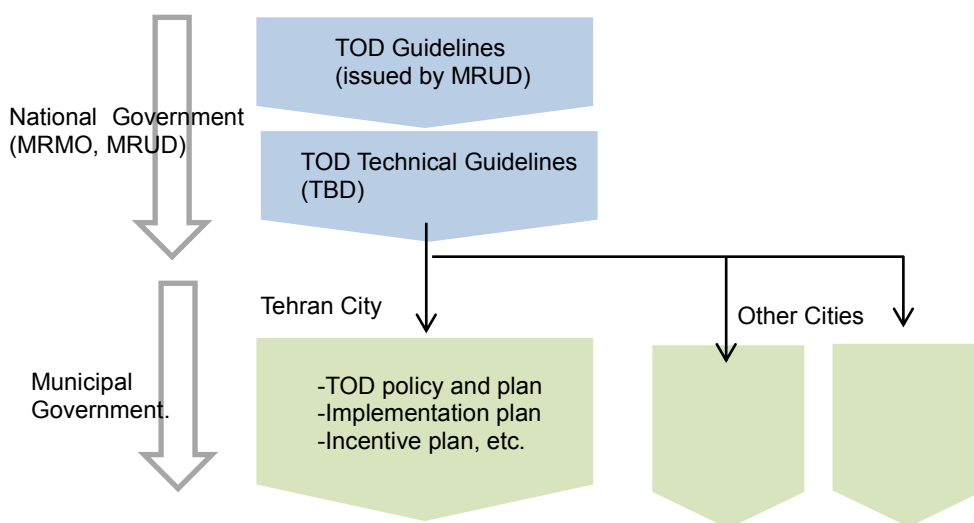 TOD Guidelines
(issued by MRUD)
National Government
(MRMO, MRUD)
TOD Technical Guidelines
(TBD)
Tehran City
Other Cities
Municipal
Government.
-TOD policy and plan
-Implementation plan
-Incentive plan, etc.